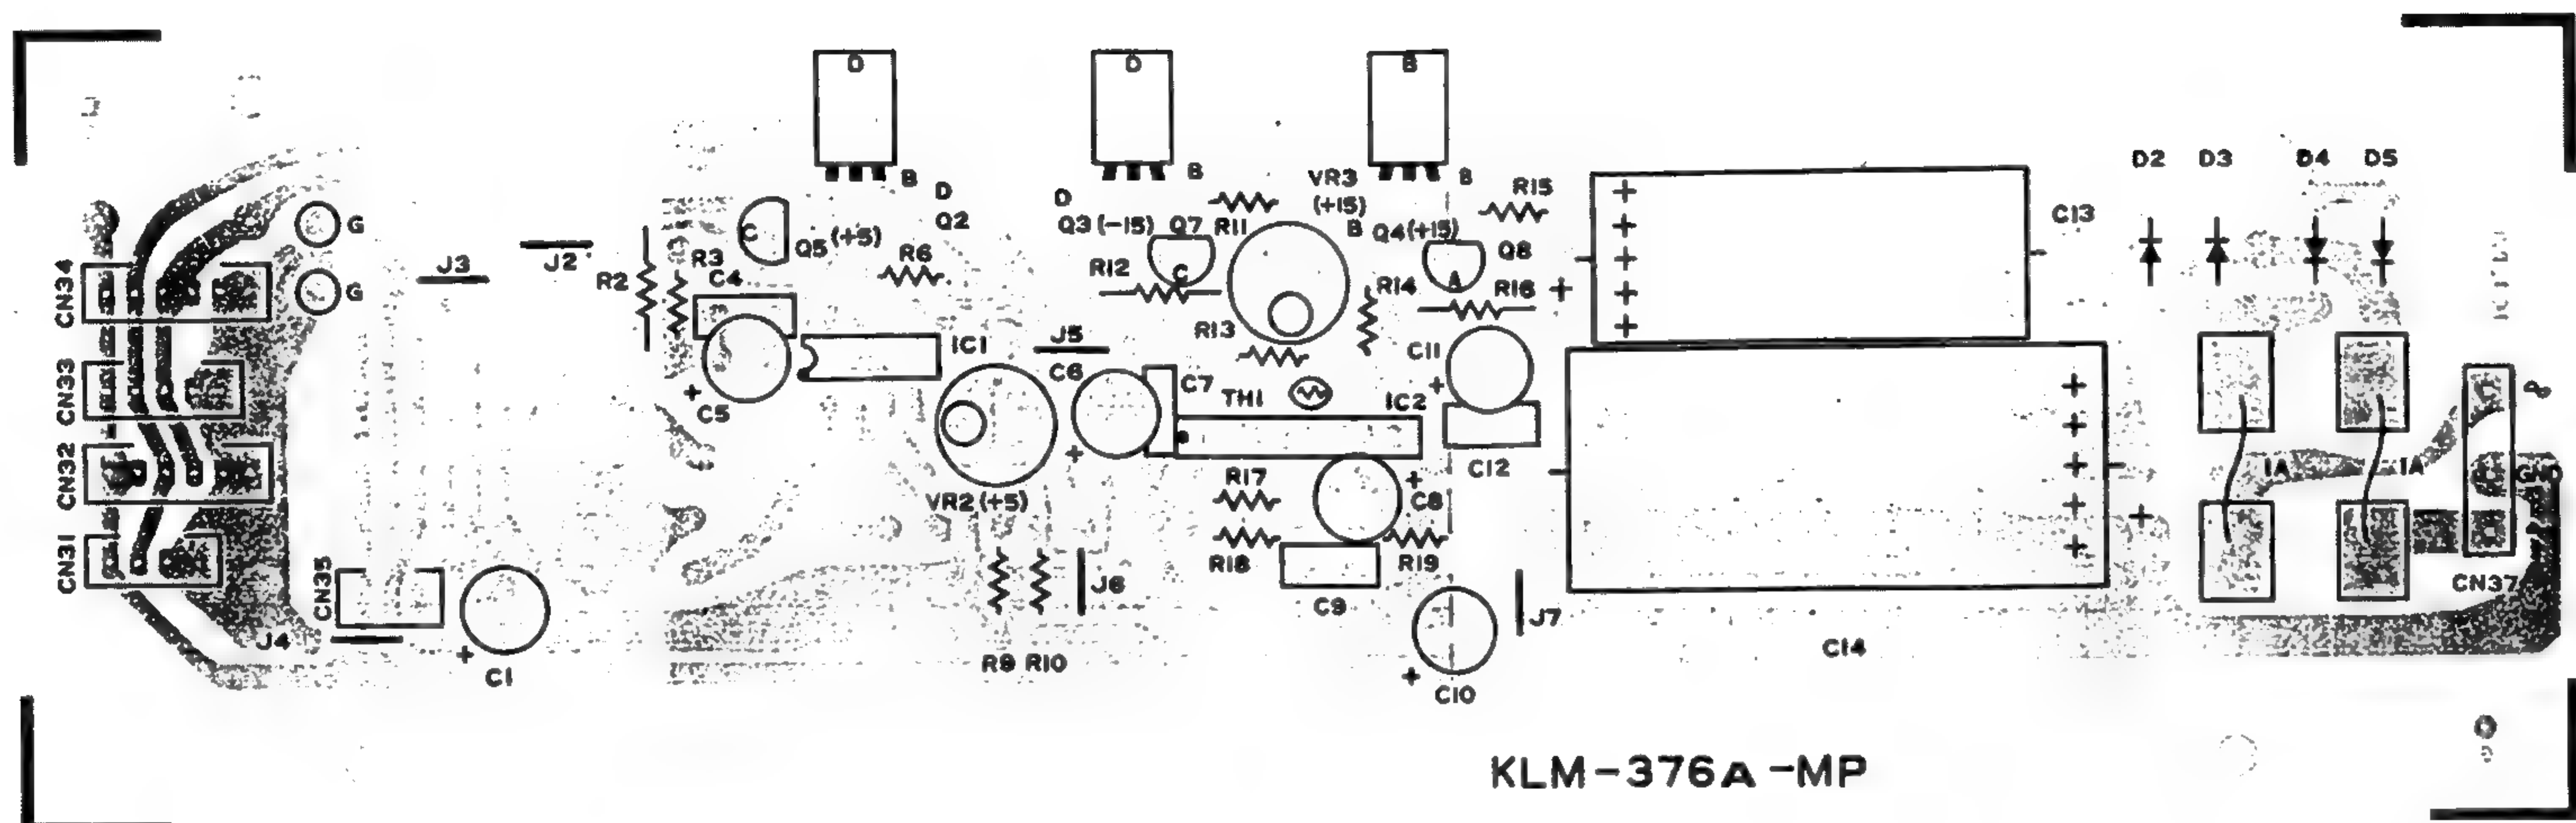 D D B
B B B
D2 D3 D4 D5
D D VR3 R15
Q2 (+15) C13
G Q5 (+5) Q3 (-15) Q7 R11 B Q4 (+15) Q8
J3 J2 R3 R6 R12 C A
CN34 G R2 C4 R14 R16 +
C R13
IC1 J5 C11
CN33 + C5 C6 C7 TH1 IC2 +
CN32 + C12 1A 1A GND
VR2 (+5) R17 + C8 +
CN31 CN35 J6 R18 R19 CN37
C9 J7
J4 + C1 R9 R10 C14
+ C10
KLM-376A-MP